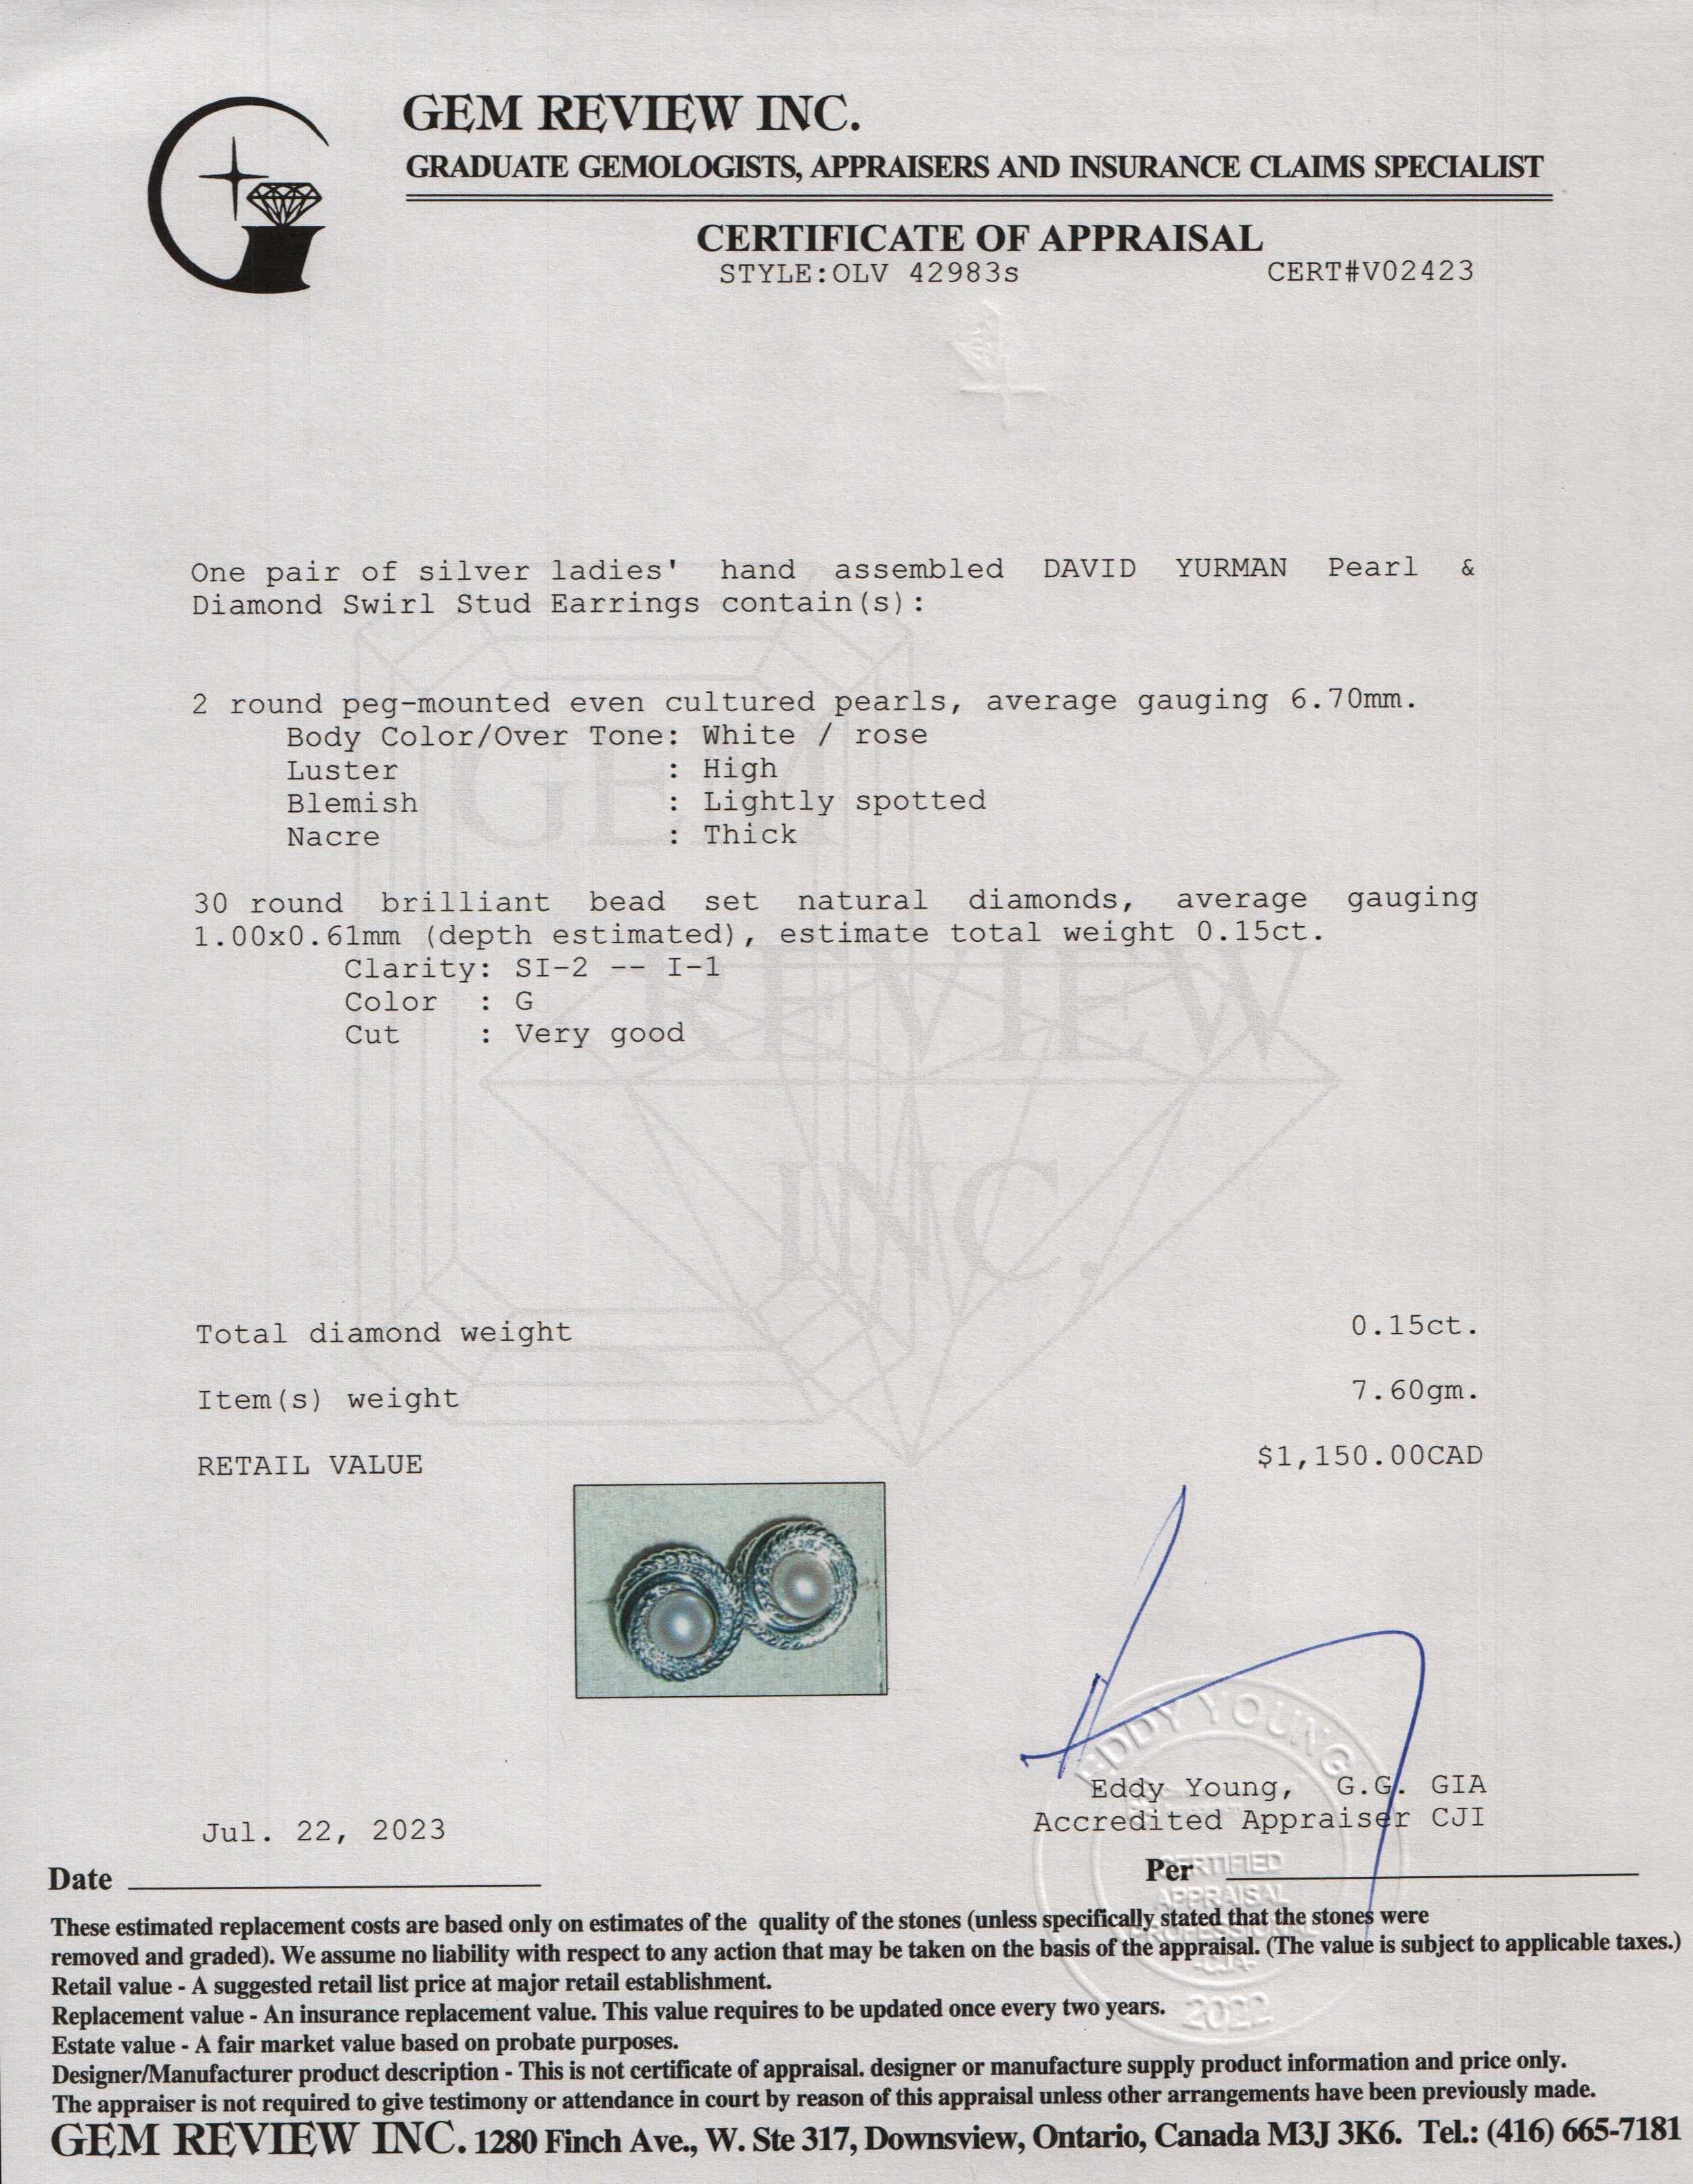 GEM REVIEW INC.
GRADUATE GEMOLOGISTS, APPRAISERS AND INSURANCE CLAIMS SPECIALIST
CERTIFICATE OF APPRAISAL
STYLE:OLV 42983s CERT#V02423
One pair of silver ladies' hand assembled DAVID YURMAN Pearl &
Diamond Swirl Stud Earrings contain(s):
2 round peg-mounted even cultured pearls, average gauging 6.70mm.
Body Color/Over Tone: White / rose
Luster : High
Blemish : Lightly spotted
Nacre : Thick
30 round brilliant bead set natural diamonds, average gauging
1.00x0.61mm (depth estimated), estimate total weight 0.15ct.
Clarity: SI-2 -- I-1
Color : G
Cut : Very good
GEM
REVIEW
INC.
Total diamond weight 0.15ct.
Item(s) weight 7.60gm.
RETAIL VALUE $1,150.00CAD
EDDY YOUNG
Eddy Young, G.G. GIA
Accredited Appraiser CJI
Jul. 22, 2023
Date
Per
CERTIFIED
APPRAISAL
PROFESSIONAL
-CJA-
2022
These estimated replacement costs are based only on estimates of the quality of the stones (unless specifically stated that the stones were
removed and graded). We assume no liability with respect to any action that may be taken on the basis of the appraisal. (The value is subject to applicable taxes.)
Retail value - A suggested retail list price at major retail establishment.
Replacement value - An insurance replacement value. This value requires to be updated once every two years.
Estate value - A fair market value based on probate purposes.
Designer/Manufacturer product description - This is not certificate of appraisal. designer or manufacture supply product information and price only.
The appraiser is not required to give testimony or attendance in court by reason of this appraisal unless other arrangements have been previously made.
GEM REVIEW INC. 1280 Finch Ave., W. Ste 317, Downsview, Ontario, Canada M3J 3K6. Tel.: (416) 665-7181